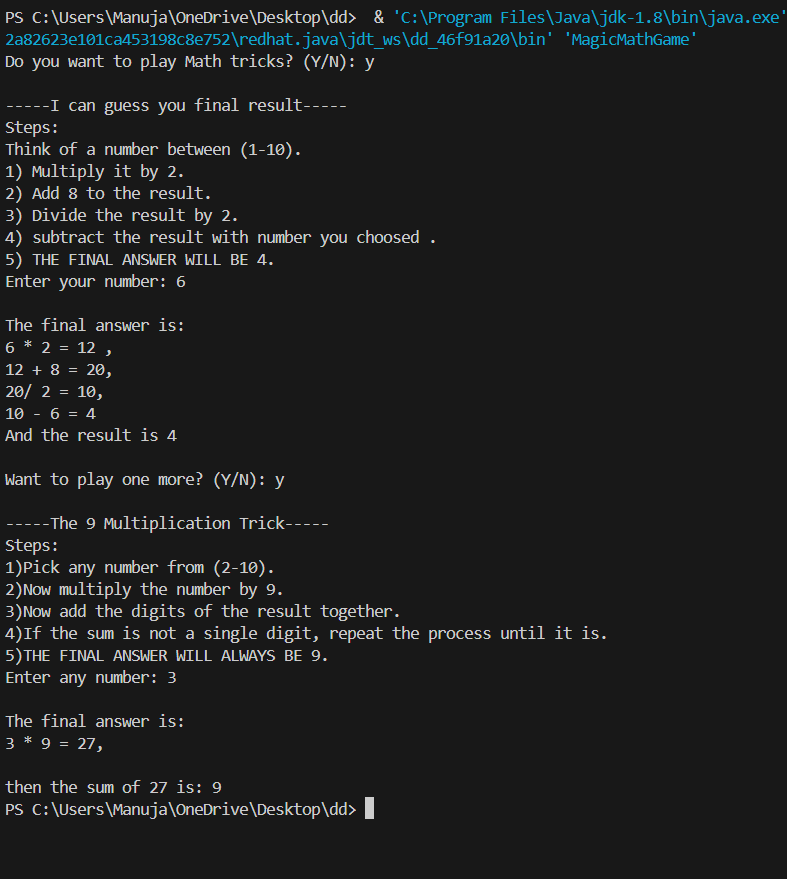 PS C:\Users\Manuja\OneDrive\Desktop\dd>  & 'C:\Program Files\Java\jdk-1.8\bin\java.exe'
2a82623e101ca453198c8e752\redhat.java\jdt_ws\dd_46f91a20\bin' 'MagicMathGame'
Do you want to play Math tricks? (Y/N): y
-----I can guess you final result-----
Steps:
Think of a number between (1-10).
1) Multiply it by 2.
2) Add 8 to the result.
3) Divide the result by 2.
4) subtract the result with number you choosed .
5) THE FINAL ANSWER WILL BE 4.
Enter your number: 6
The final answer is:
6 * 2 = 12 ,
12 + 8 = 20,
20/ 2 = 10,
10 - 6 = 4
And the result is 4
Want to play one more? (Y/N): y
-----The 9 Multiplication Trick-----
Steps:
1)Pick any number from (2-10).
2)Now multiply the number by 9.
3)Now add the digits of the result together.
4)If the sum is not a single digit, repeat the process until it is.
5)THE FINAL ANSWER WILL ALWAYS BE 9.
Enter any number: 3
The final answer is:
3 * 9 = 27,
then the sum of 27 is: 9
PS C:\Users\Manuja\OneDrive\Desktop\dd>